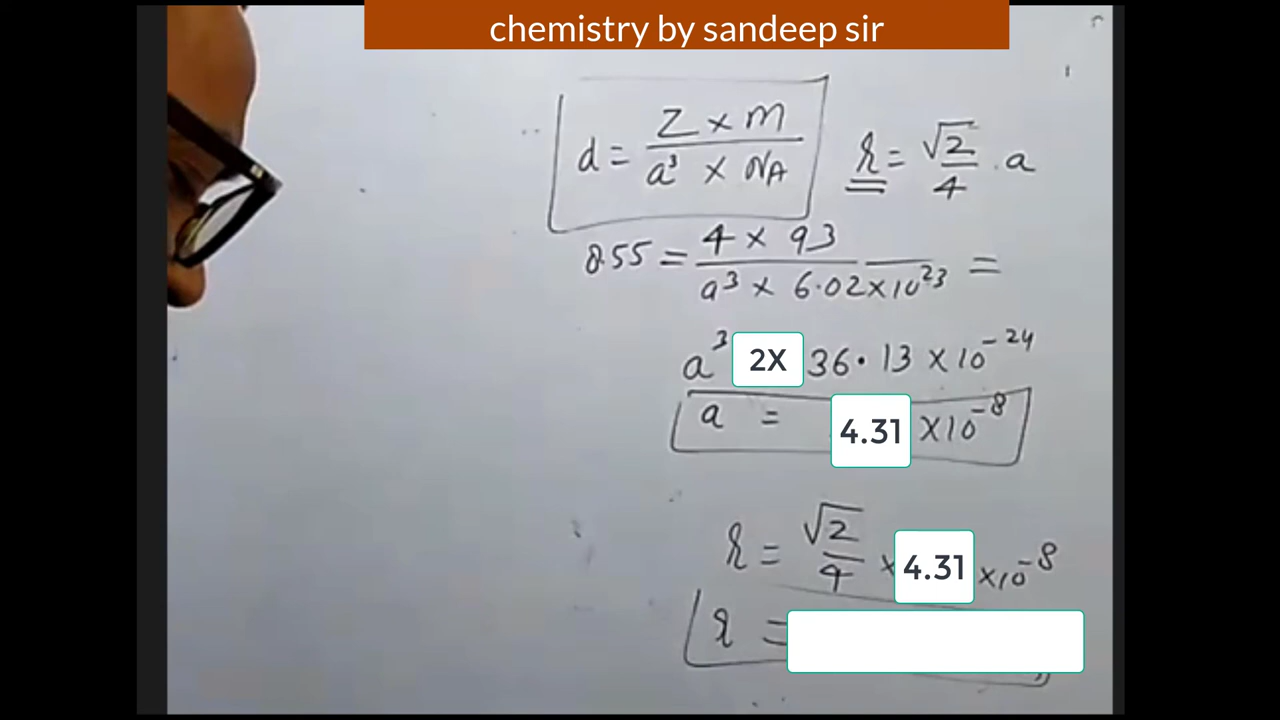 chemistry by sandeep sir
d = Z × M / a³ × NA
r = √2 / 4 . a
8.55 = 4 × 93 / a³ × 6.02 × 10²³ =
a³ 2X 36.13 × 10⁻²⁴
a = 4.31 × 10⁻⁸
r = √2 / 4 × 4.31 × 10⁻⁸
r =